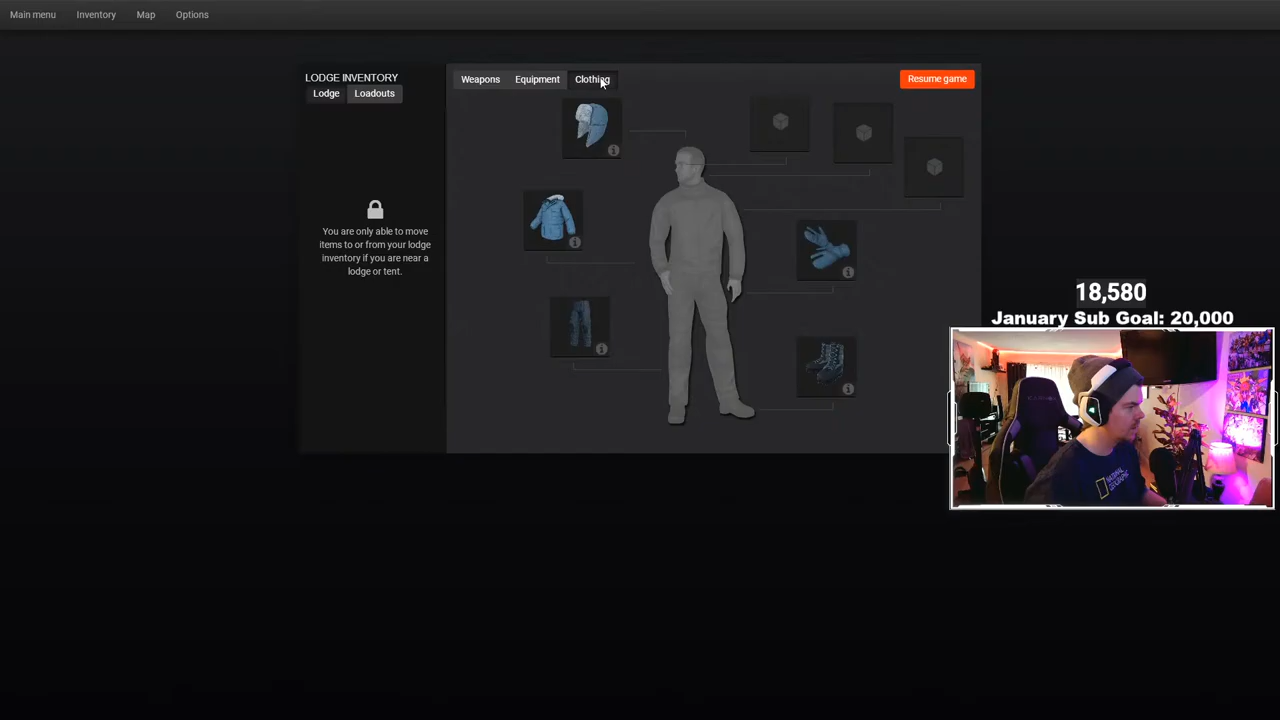 Main menu
Inventory
Map
Options
LODGE INVENTORY
Lodge
Loadouts
Weapons
Equipment
Clothing
Resume game
You are only able to move
items to or from your lodge
inventory if you are near a
lodge or tent.
18,580
January Sub Goal: 20,000
NATIONAL
GEOGRAPHIC